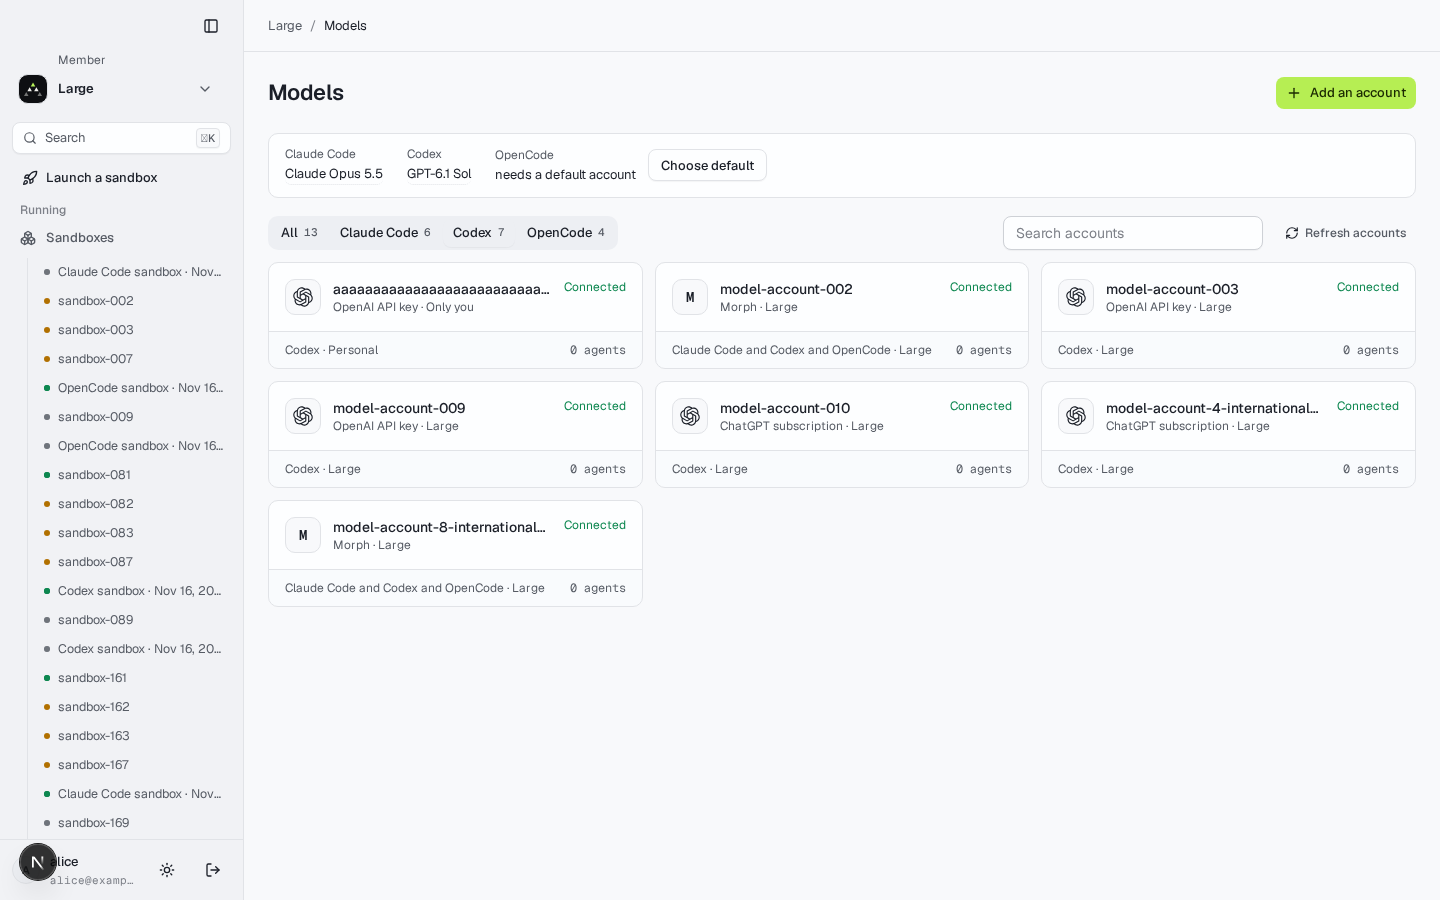 Member
Large
Search
K
Launch a sandbox
Running
Sandboxes
Claude Code sandbox · Nov...
sandbox-002
sandbox-003
sandbox-007
OpenCode sandbox · Nov 16...
sandbox-009
OpenCode sandbox · Nov 16...
sandbox-081
sandbox-082
sandbox-083
sandbox-087
Codex sandbox · Nov 16, 20...
sandbox-089
Codex sandbox · Nov 16, 20...
sandbox-161
sandbox-162
sandbox-163
sandbox-167
Claude Code sandbox · Nov...
sandbox-169
N
alice
alice@examp...
Large / Models
Models
Add an account
Claude Code
Claude Opus 5.5
Codex
GPT-6.1 Sol
OpenCode
needs a default account
Choose default
All 13
Claude Code 6
Codex 7
OpenCode 4
Search accounts
Refresh accounts
aaaaaaaaaaaaaaaaaaaaaaaaaa... Connected
OpenAI API key · Only you
Codex · Personal 0 agents
M
model-account-002 Connected
Morph · Large
Claude Code and Codex and OpenCode · Large 0 agents
model-account-003 Connected
OpenAI API key · Large
Codex · Large 0 agents
model-account-009 Connected
OpenAI API key · Large
Codex · Large 0 agents
model-account-010 Connected
ChatGPT subscription · Large
Codex · Large 0 agents
model-account-4-international... Connected
ChatGPT subscription · Large
Codex · Large 0 agents
M
model-account-8-international... Connected
Morph · Large
Claude Code and Codex and OpenCode · Large 0 agents